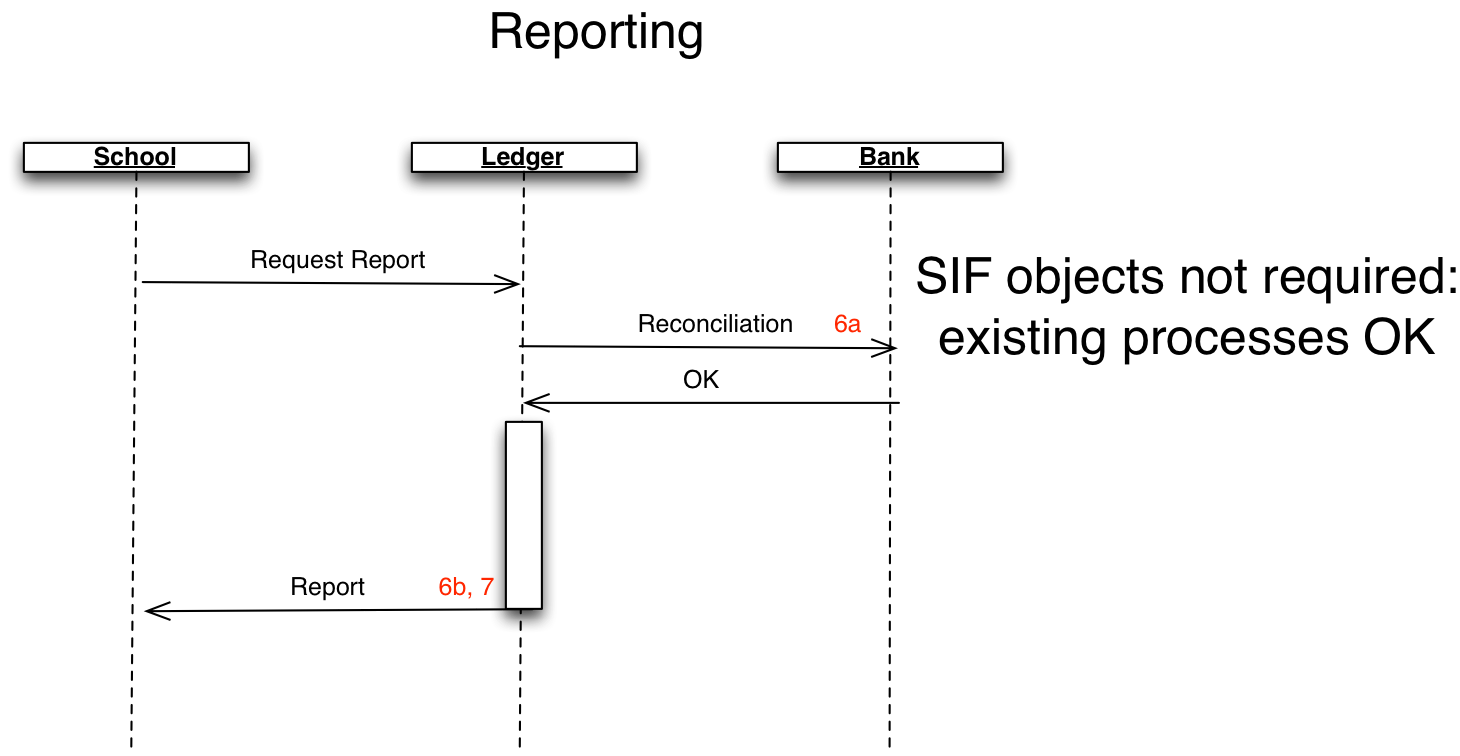 Reporting
School
Ledger
Bank
Request Report
SIF objects not required:
existing processes OK
Reconciliation 6a
OK
Report 6b, 7